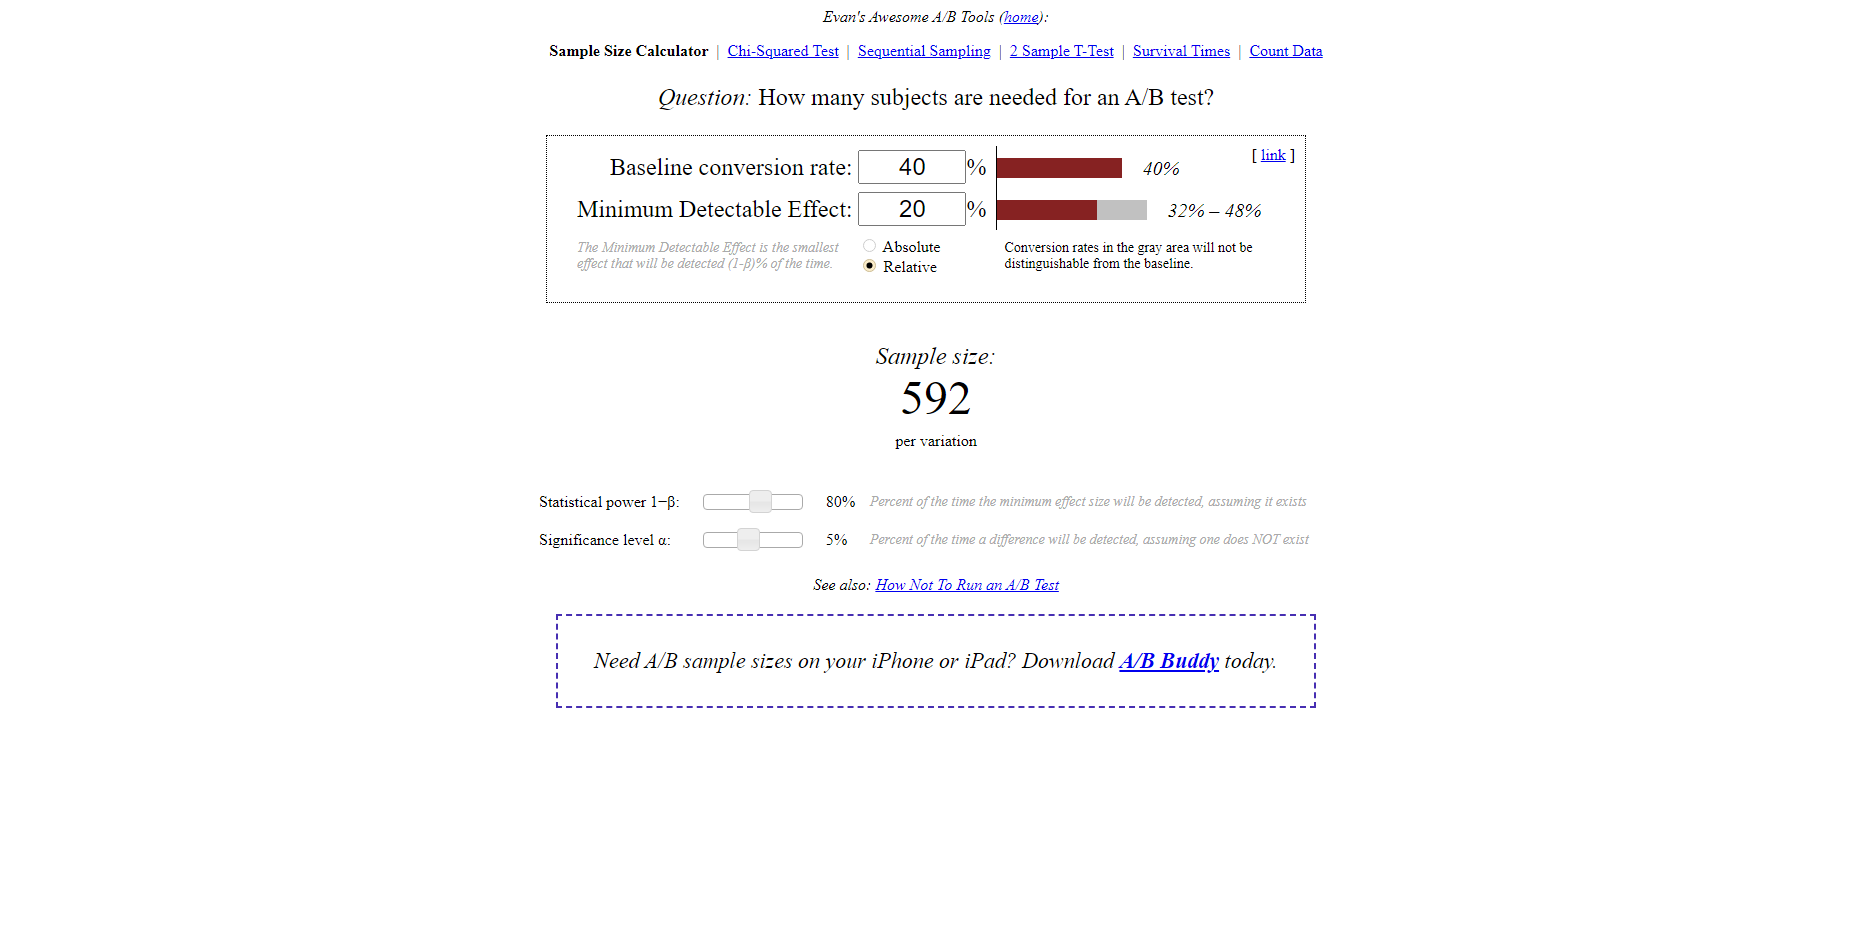 Evan's Awesome A/B Tools (home):
Sample Size Calculator | Chi-Squared Test | Sequential Sampling | 2 Sample T-Test | Survival Times | Count Data
Question: How many subjects are needed for an A/B test?
[ link ]
Baseline conversion rate: 40 % 40%
Minimum Detectable Effect: 20 % 32% – 48%
The Minimum Detectable Effect is the smallest
effect that will be detected (1-β)% of the time.
Absolute
Relative
Conversion rates in the gray area will not be
distinguishable from the baseline.
Sample size:
592
per variation
Statistical power 1−β: 80% Percent of the time the minimum effect size will be detected, assuming it exists
Significance level α: 5% Percent of the time a difference will be detected, assuming one does NOT exist
See also: How Not To Run an A/B Test
Need A/B sample sizes on your iPhone or iPad? Download A/B Buddy today.